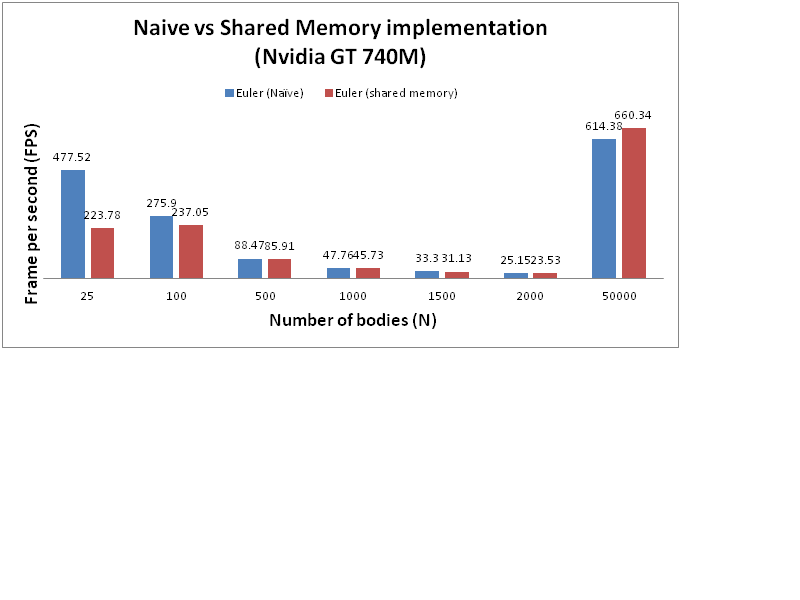 Naive vs Shared Memory implementation
(Nvidia GT 740M)
Euler (Naïve) Euler (shared memory)
Frame per second (FPS)
477.52 223.78 275.9 237.05 88.47 85.91 47.76 45.73 33.3 31.13 25.15 23.53 614.38 660.34
25 100 500 1000 1500 2000 50000
Number of bodies (N)